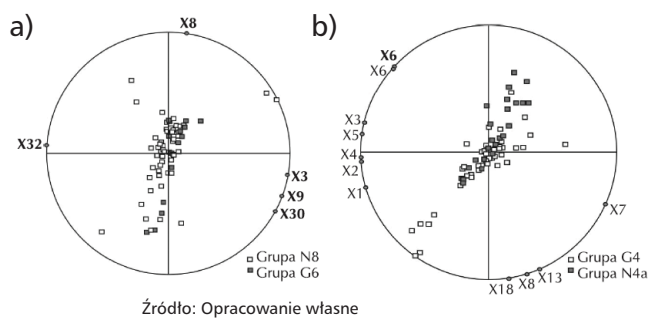 a)
X8
X32
X3
X9
X30
Grupa N8
Grupa G6
b)
X6
X6
X3
X5
X4
X2
X1
X7
X13
X8
X18
Grupa G4
Grupa N4a
Źródło: Opracowanie własne